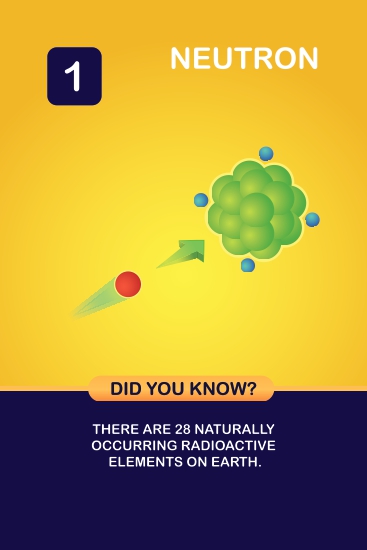 1
NEUTRON
DID YOU KNOW?
THERE ARE 28 NATURALLY
OCCURRING RADIOACTIVE
ELEMENTS ON EARTH.